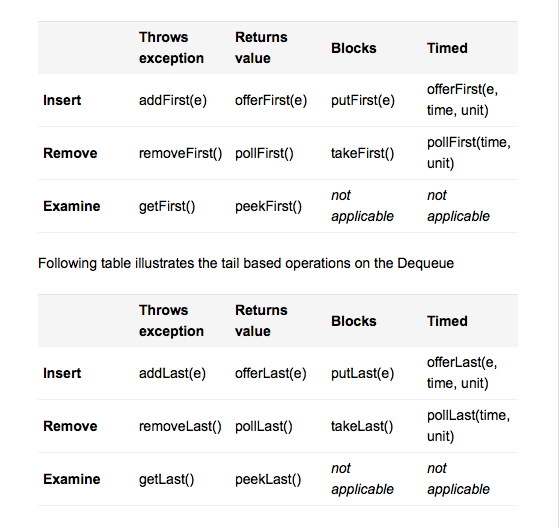 Throws exception Returns value Blocks Timed
Insert addFirst(e) offerFirst(e) putFirst(e) offerFirst(e, time, unit)
Remove removeFirst() pollFirst() takeFirst() pollFirst(time, unit)
Examine getFirst() peekFirst() not applicable not applicable
Following table illustrates the tail based operations on the Dequeue
Throws exception Returns value Blocks Timed
Insert addLast(e) offerLast(e) putLast(e) offerLast(e, time, unit)
Remove removeLast() pollLast() takeLast() pollLast(time, unit)
Examine getLast() peekLast() not applicable not applicable